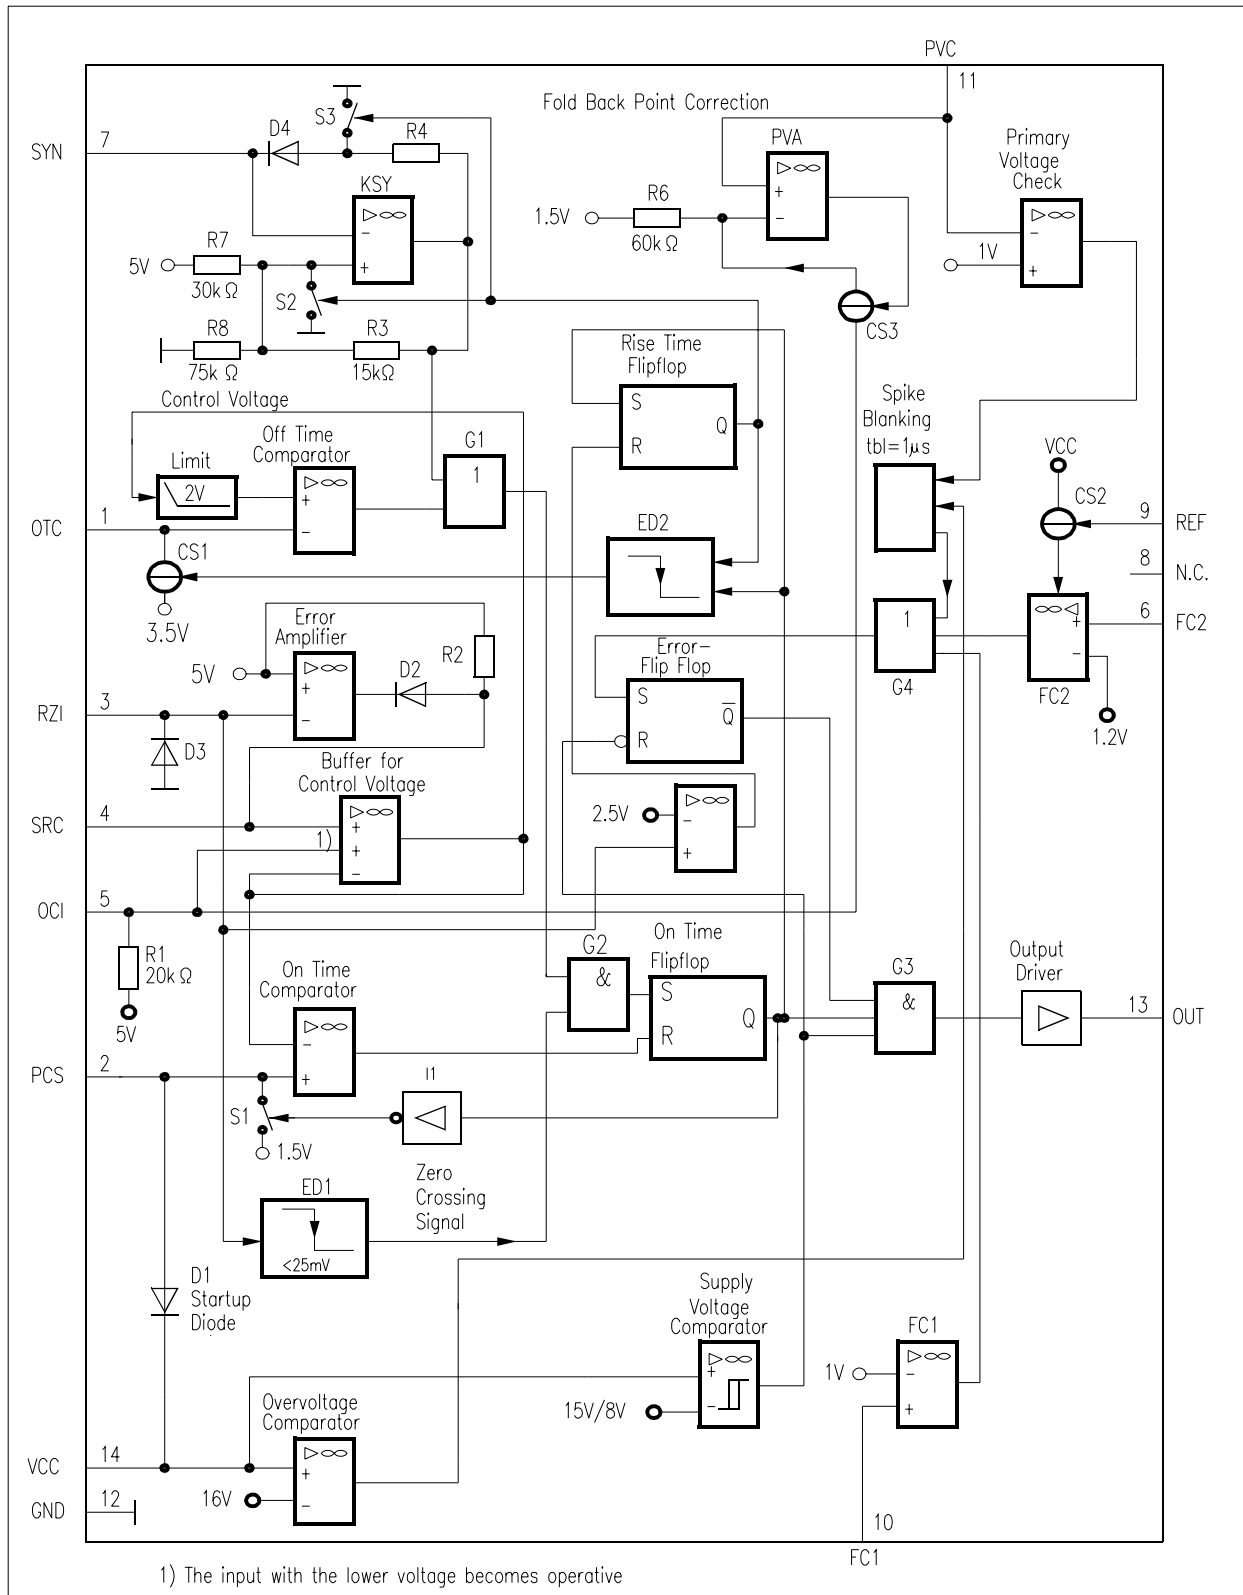 PVC
11
Fold Back Point Correction
S3
D4
R4
7
SYN
PVA
Primary
Voltage
Check
KSY
▷∞
▷∞
+
−
▷∞
−
+
R6
1.5V
60kΩ
−
+
1V
R7
5V
30kΩ
S2
CS3
R8
75kΩ
R3
15kΩ
Rise Time
Flipflop
S
R
Q
Control Voltage
Spike
Blanking
tbl=1µs
Off Time
Comparator
G1
1
Limit
2V
▷∞
+
−
VCC
CS2
9
REF
OTC
1
CS1
ED2
8
N.C.
3.5V
1
G4
∞◁
+
−
6
FC2
FC2
1.2V
Error
Amplifier
5V
▷∞
+
−
D2
R2
Error-
Flip Flop
S
R
Q̅
RZI
3
D3
Buffer for
Control Voltage
2.5V
▷∞
−
+
SRC
4
1)
▷∞
+
+
−
OCI
5
R1
20kΩ
5V
On Time
Comparator
G2
&
On Time
Flipflop
S
R
Q
G3
&
Output
Driver
▷
13
OUT
▷∞
−
+
PCS
2
I1
◁
S1
1.5V
Zero
Crossing
Signal
ED1
<25mV
D1
Startup
Diode
Supply
Voltage
Comparator
▷∞
+
−
15V/8V
FC1
▷∞
−
+
1V
Overvoltage
Comparator
▷∞
+
−
16V
VCC
14
GND
12
10
FC1
1) The input with the lower voltage becomes operative